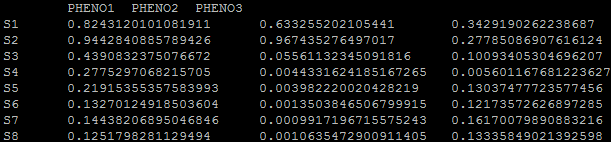 PHENO1 PHENO2 PHENO3
S1 0.8243120101081911 0.633255202105441 0.3429190262238687
S2 0.9442840885789426 0.967435276497017 0.27785086907616124
S3 0.4390832375076672 0.05561132345091816 0.10093405304696207
S4 0.2775297068215705 0.0044331624185167265 0.005601167681223627
S5 0.21915355357583993 0.003982220020428219 0.13037477723577456
S6 0.13270124918503604 0.0013503846506799915 0.12173572626897285
S7 0.14438206895046846 0.0009917196715575243 0.16170079890883216
S8 0.1251798281129494 0.0010635472900911405 0.13335849021392598